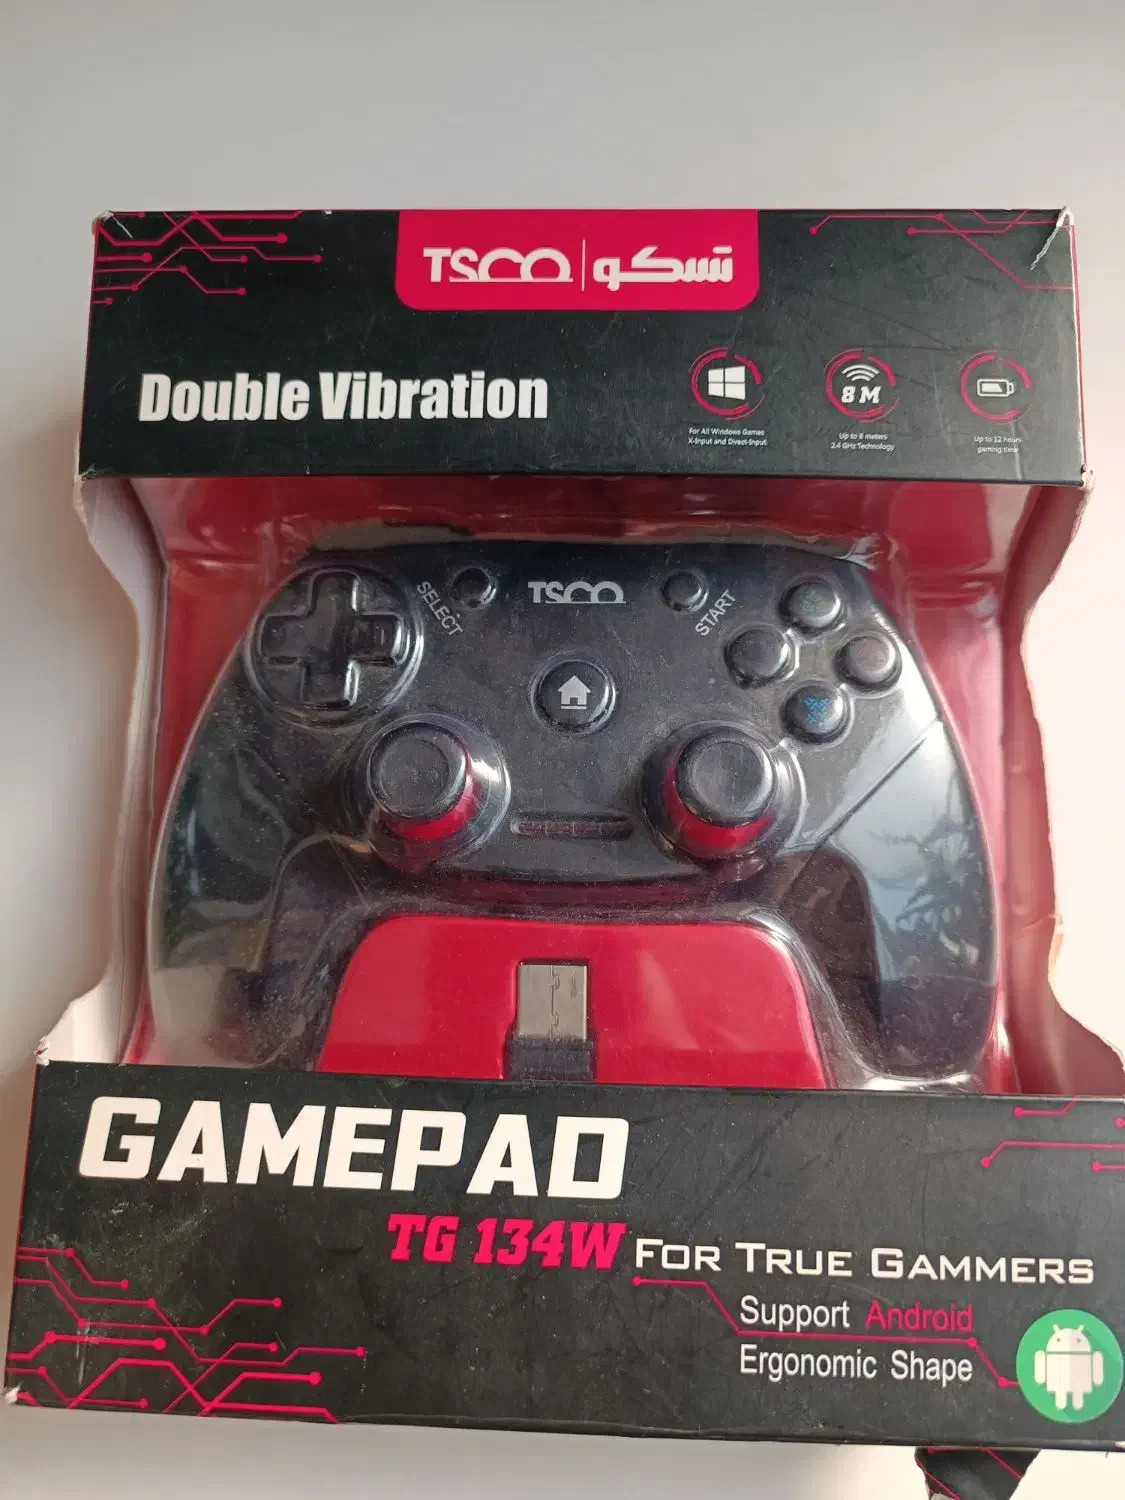 TSCO تسكو
Double Vibration
For All Windows Games
X-Input and Direct-Input
8M
Up to 8 meters
2.4 GHz Technology
Up to 12 hours
gaming time
SELECT
TSCO
START
GAMEPAD
TG 134W FOR TRUE GAMMERS
Support Android
Ergonomic Shape